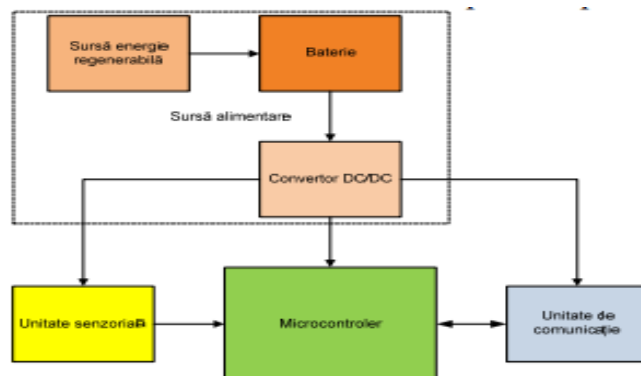 Sursă energie
regenerabilă
Baterie
Sursă alimentare
Convertor DC/DC
Unitate senzorială
Microcontroler
Unitate de
comunicație